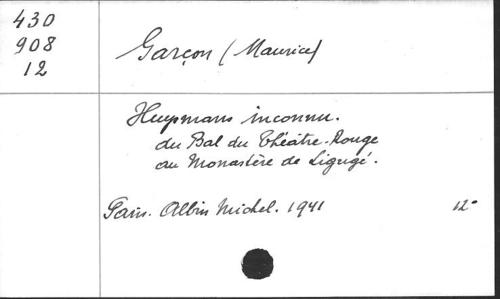 430
908
12
Garçon (Maurice)
Huysmans inconnu.
du Bal du Théâtre-Rouge
au Monastère de Ligugé.
Paris. Albin Michel. 1941 12°